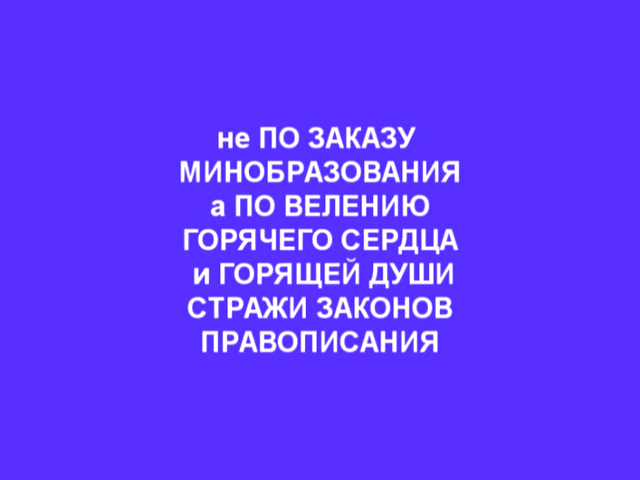 не ПО ЗАКАЗУ
МИНОБРАЗОВАНИЯ
а ПО ВЕЛЕНИЮ
ГОРЯЧЕГО СЕРДЦА
и ГОРЯЩЕЙ ДУШИ
СТРАЖИ ЗАКОНОВ
ПРАВОПИСАНИЯ